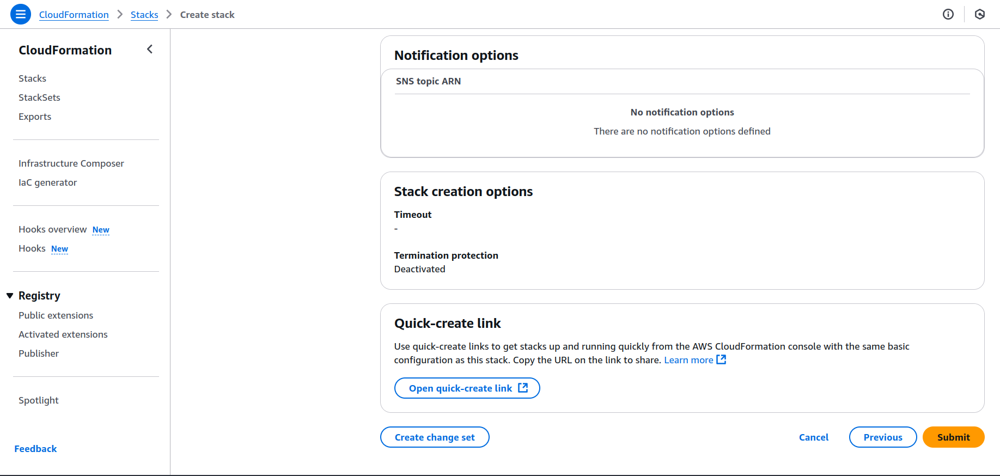 CloudFormation > Stacks > Create stack
CloudFormation
Stacks
StackSets
Exports
Infrastructure Composer
IaC generator
Hooks overview New
Hooks New
Registry
Public extensions
Activated extensions
Publisher
Spotlight
Feedback
Notification options
SNS topic ARN
No notification options
There are no notification options defined
Stack creation options
Timeout
-
Termination protection
Deactivated
Quick-create link
Use quick-create links to get stacks up and running quickly from the AWS CloudFormation console with the same basic
configuration as this stack. Copy the URL on the link to share. Learn more
Open quick-create link
Create change set Cancel Previous Submit